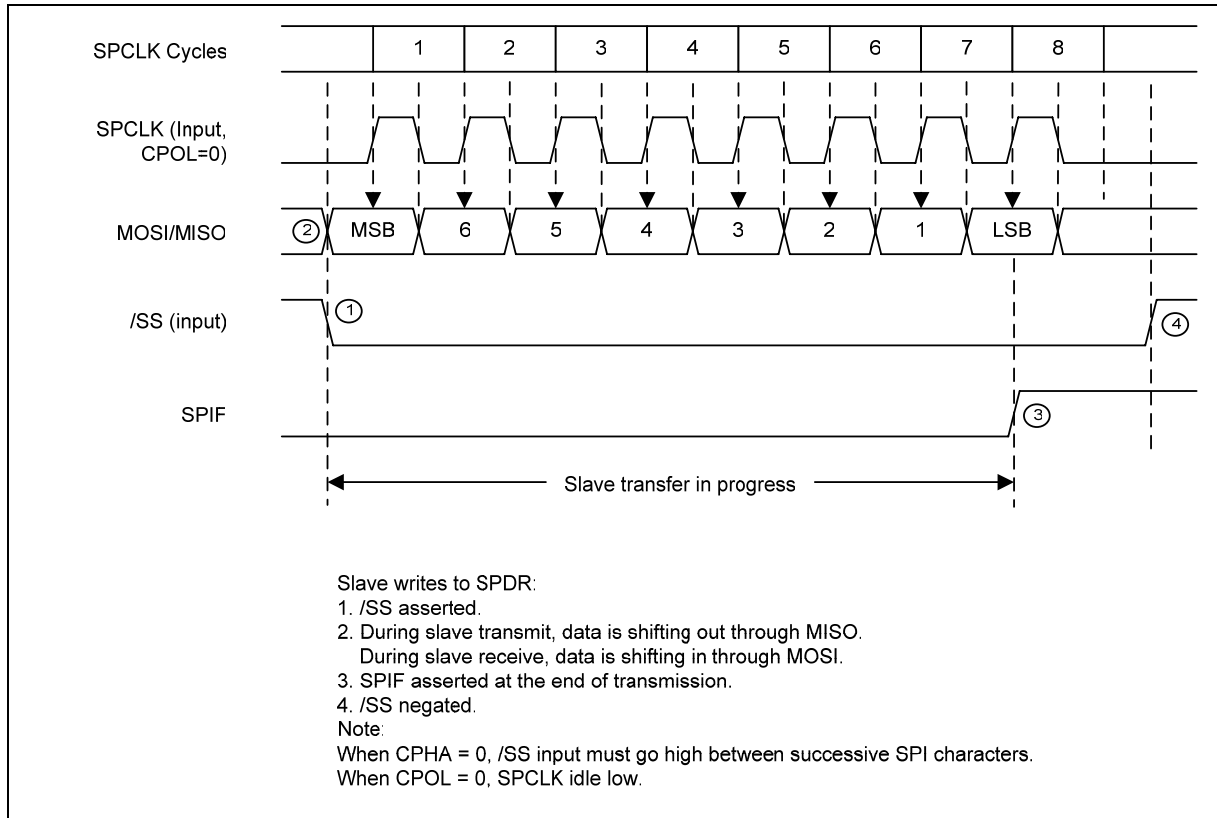 SPCLK Cycles 1 2 3 4 5 6 7 8
SPCLK (Input,
CPOL=0)
MOSI/MISO ② MSB 6 5 4 3 2 1 LSB
/SS (input) ① ④
SPIF ③
Slave transfer in progress
Slave writes to SPDR:
1. /SS asserted.
2. During slave transmit, data is shifting out through MISO.
During slave receive, data is shifting in through MOSI.
3. SPIF asserted at the end of transmission.
4. /SS negated.
Note:
When CPHA = 0, /SS input must go high between successive SPI characters.
When CPOL = 0, SPCLK idle low.